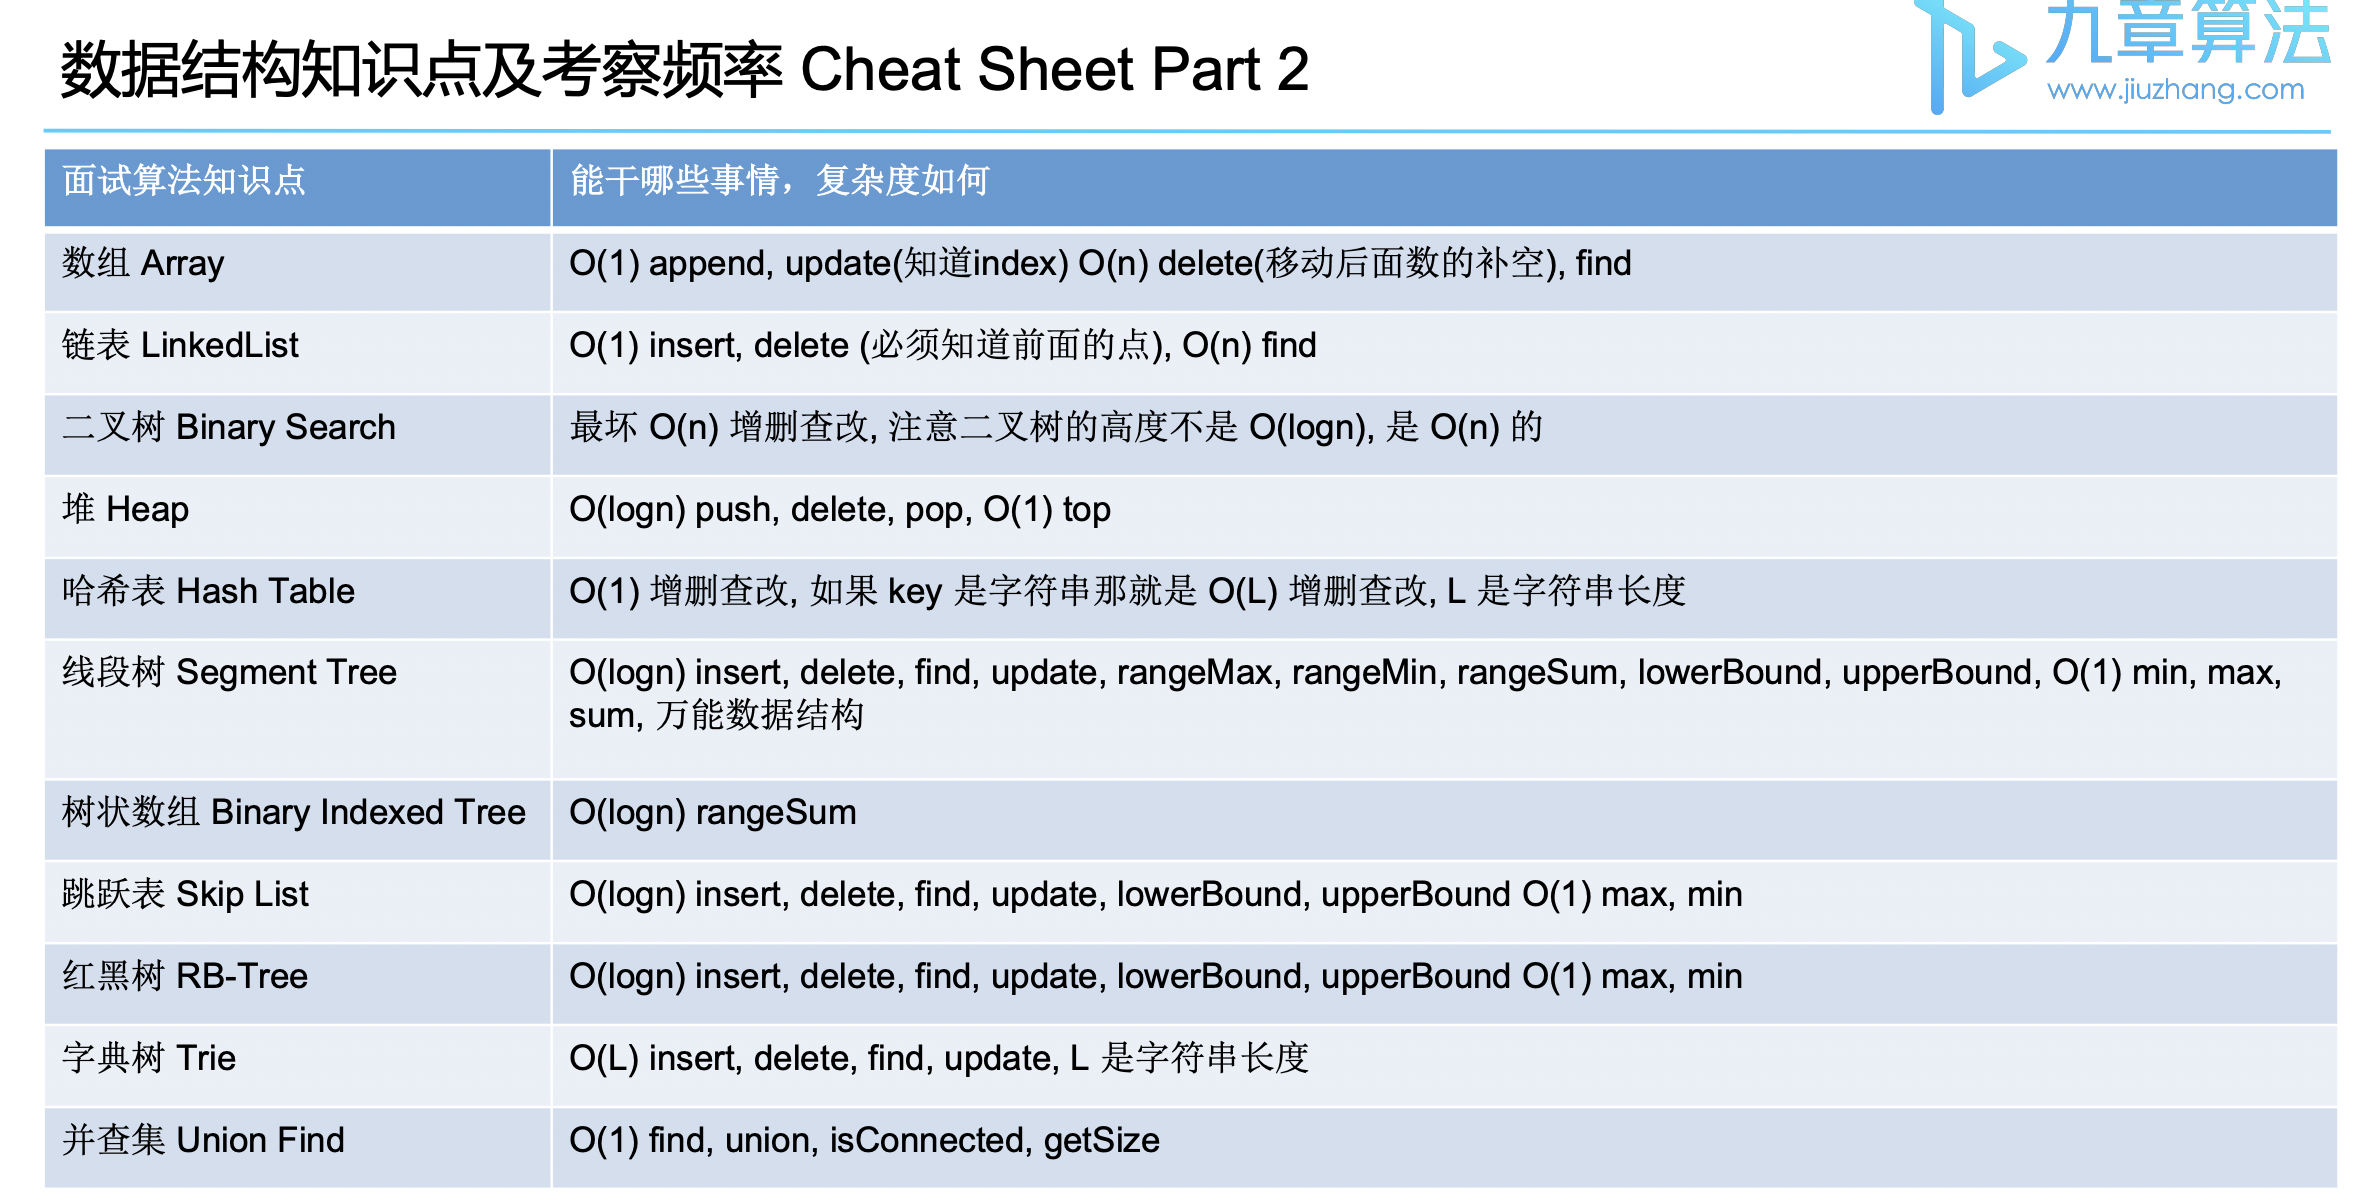 数据结构知识点及考察频率 Cheat Sheet Part 2
九章算法
www.jiuzhang.com
面试算法知识点 能干哪些事情，复杂度如何
数组 Array O(1) append, update(知道index) O(n) delete(移动后面数的补空), find
链表 LinkedList O(1) insert, delete (必须知道前面的点), O(n) find
二叉树 Binary Search 最坏 O(n) 增删查改, 注意二叉树的高度不是 O(logn), 是 O(n) 的
堆 Heap O(logn) push, delete, pop, O(1) top
哈希表 Hash Table O(1) 增删查改, 如果 key 是字符串那就是 O(L) 增删查改, L 是字符串长度
线段树 Segment Tree O(logn) insert, delete, find, update, rangeMax, rangeMin, rangeSum, lowerBound, upperBound, O(1) min, max,
sum, 万能数据结构
树状数组 Binary Indexed Tree O(logn) rangeSum
跳跃表 Skip List O(logn) insert, delete, find, update, lowerBound, upperBound O(1) max, min
红黑树 RB-Tree O(logn) insert, delete, find, update, lowerBound, upperBound O(1) max, min
字典树 Trie O(L) insert, delete, find, update, L 是字符串长度
并查集 Union Find O(1) find, union, isConnected, getSize